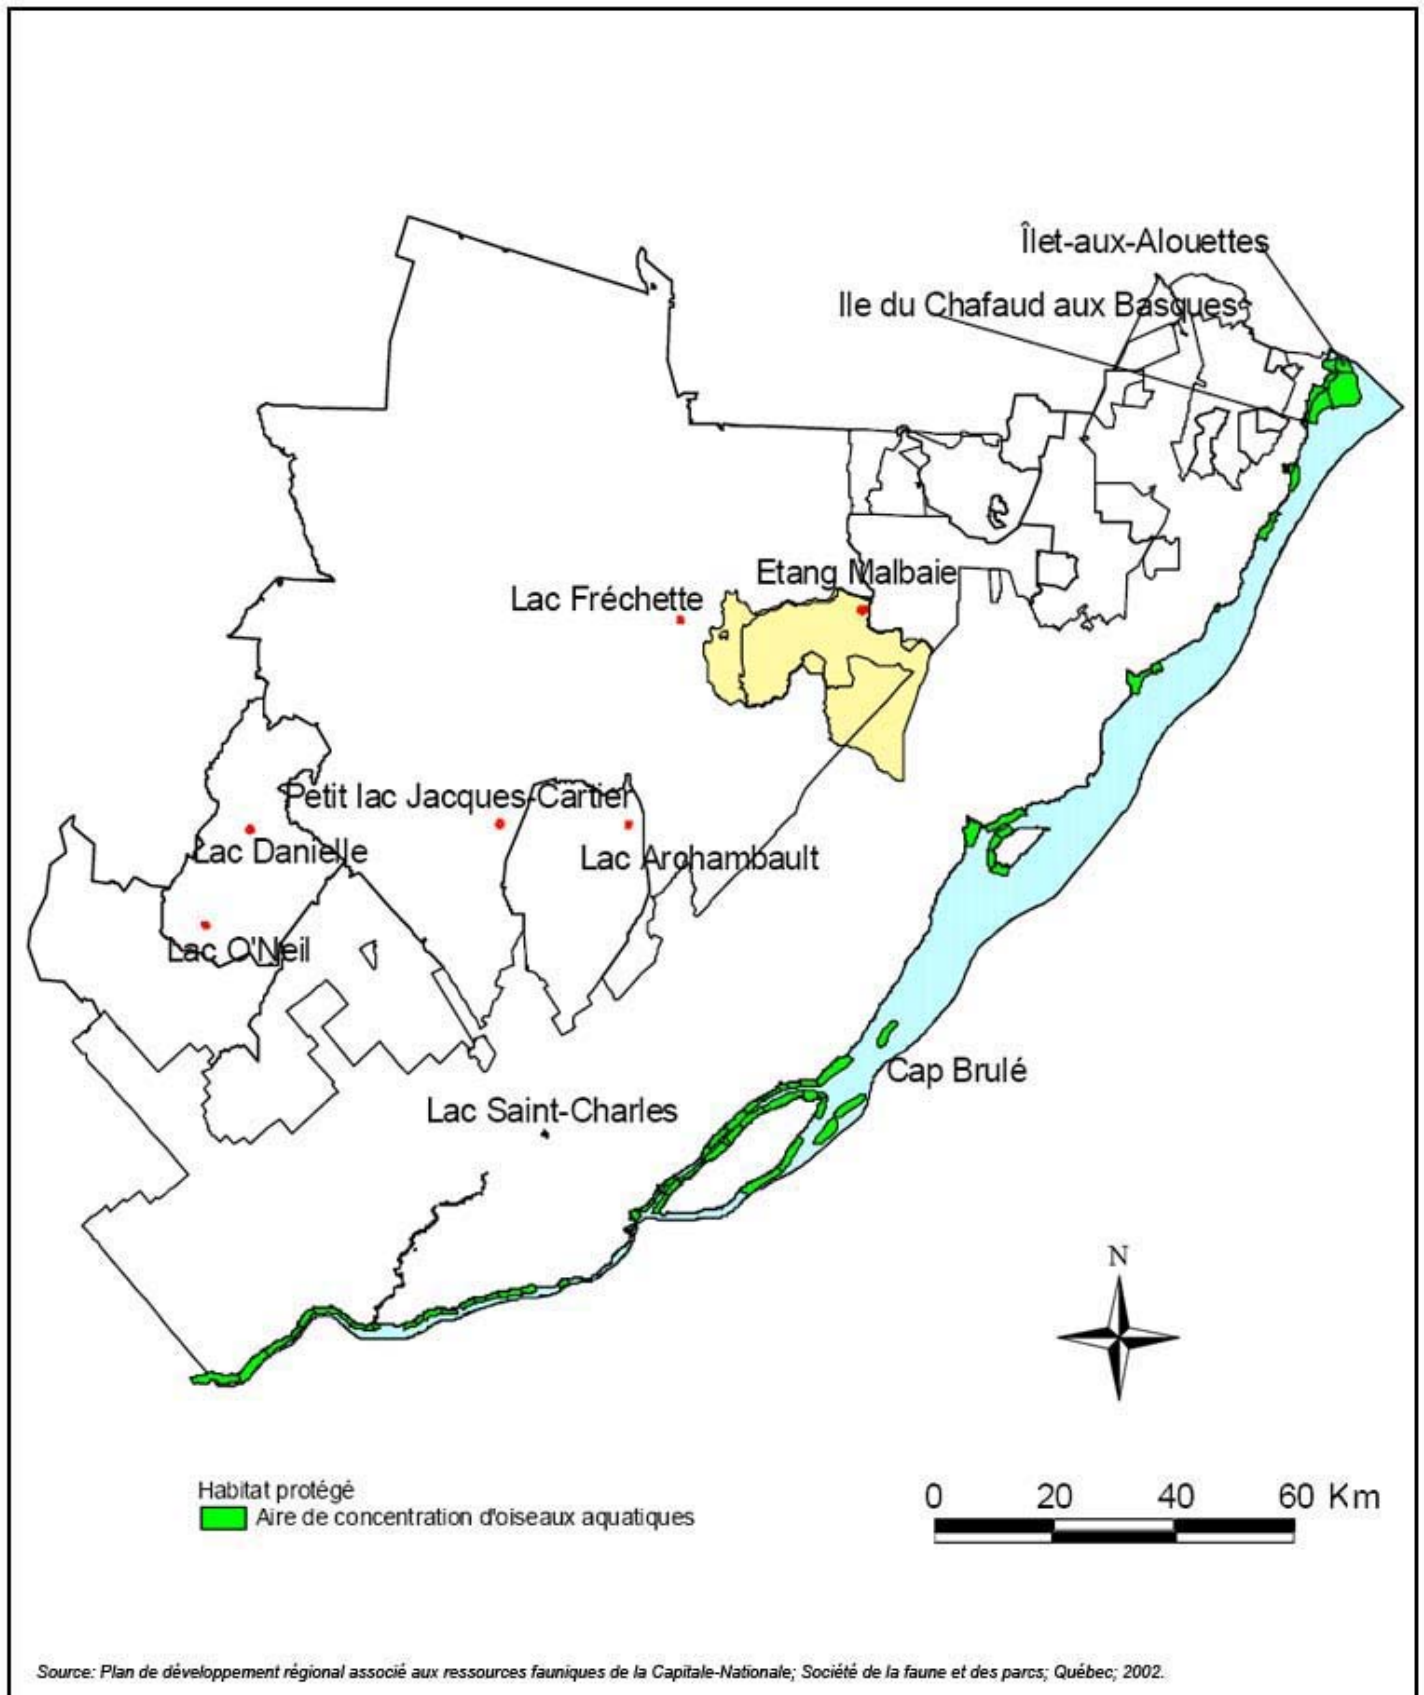 Îlet-aux-Alouettes
Ile du Chafaud aux Basques
Etang Malbaie
Lac Fréchette
Petit lac Jacques-Cartier
Lac Danielle
Lac Archambault
Lac O'Neil
Cap Brulé
Lac Saint-Charles
N
Habitat protégé
Aire de concentration d'oiseaux aquatiques
0 20 40 60 Km
Source: Plan de développement régional associé aux ressources fauniques de la Capitale-Nationale; Société de la faune et des parcs; Québec; 2002.